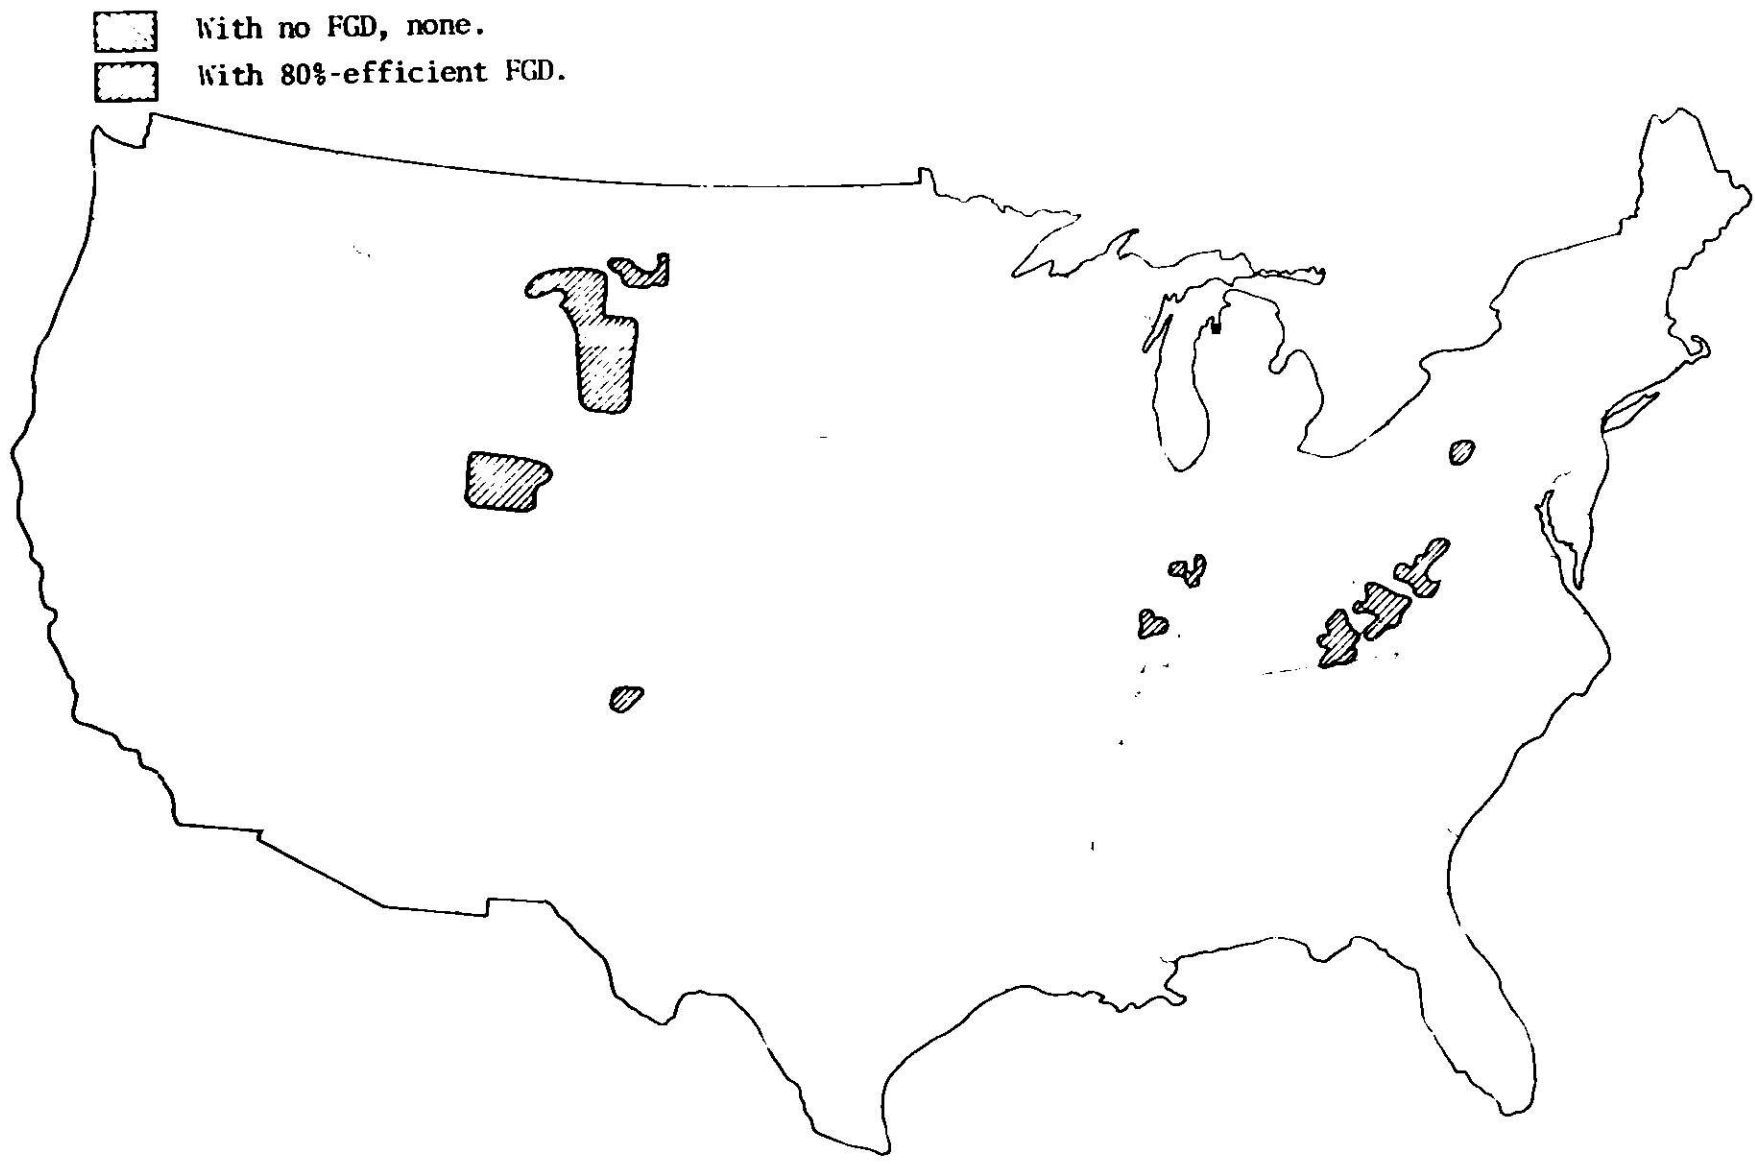 With no FGD, none.
With 80%-efficient FGD.